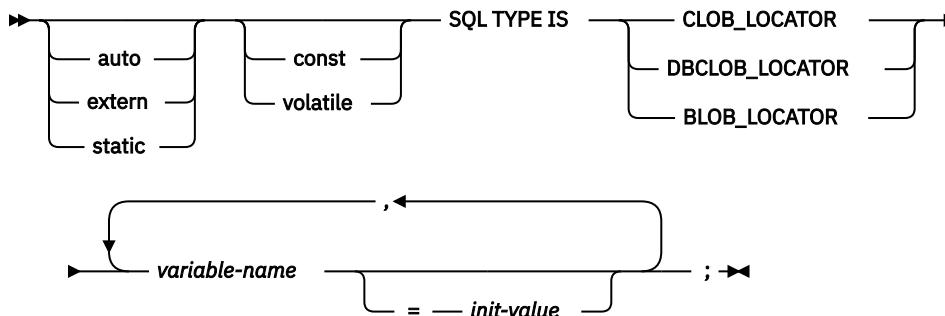 SQL TYPE IS CLOB_LOCATOR
auto const DBCLOB_LOCATOR
extern volatile BLOB_LOCATOR
static
,
variable-name ;
= init-value